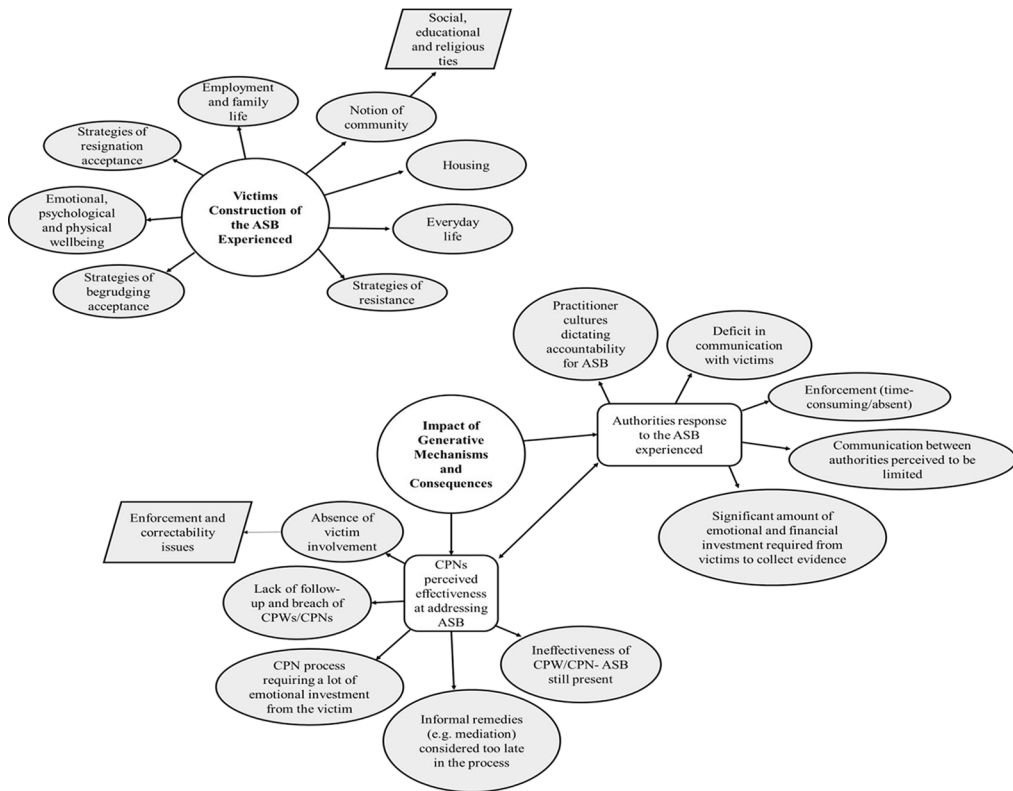 Social,
educational
and religious
ties
Employment
and family
life
Notion of
community
Strategies of
resignation
acceptance
Housing
Emotional,
psychological
and physical
wellbeing
Victims
Construction of
the ASB
Experienced
Everyday
life
Strategies of
begrudging
acceptance
Strategies of
resistance
Practitioner
cultures
dictating
accountability
for ASB
Deficit in
communication
with victims
Enforcement (time-
consuming/absent)
Impact of
Generative
Mechanisms and
Consequences
Authorities response
to the ASB
experienced
Communication between
authorities perceived to be
limited
Significant amount of
emotional and financial
investment required from
victims to collect evidence
Enforcement and
correctability
issues
Absence of
victim
involvement
CPNs
perceived
effectiveness
at addressing
ASB
Lack of follow-
up and breach of
CPWs/CPNs
CPN process
requiring a lot of
emotional investment
from the victim
Ineffectiveness of
CPW/CPN- ASB
still present
Informal remedies
(e.g. mediation)
considered too late
in the process